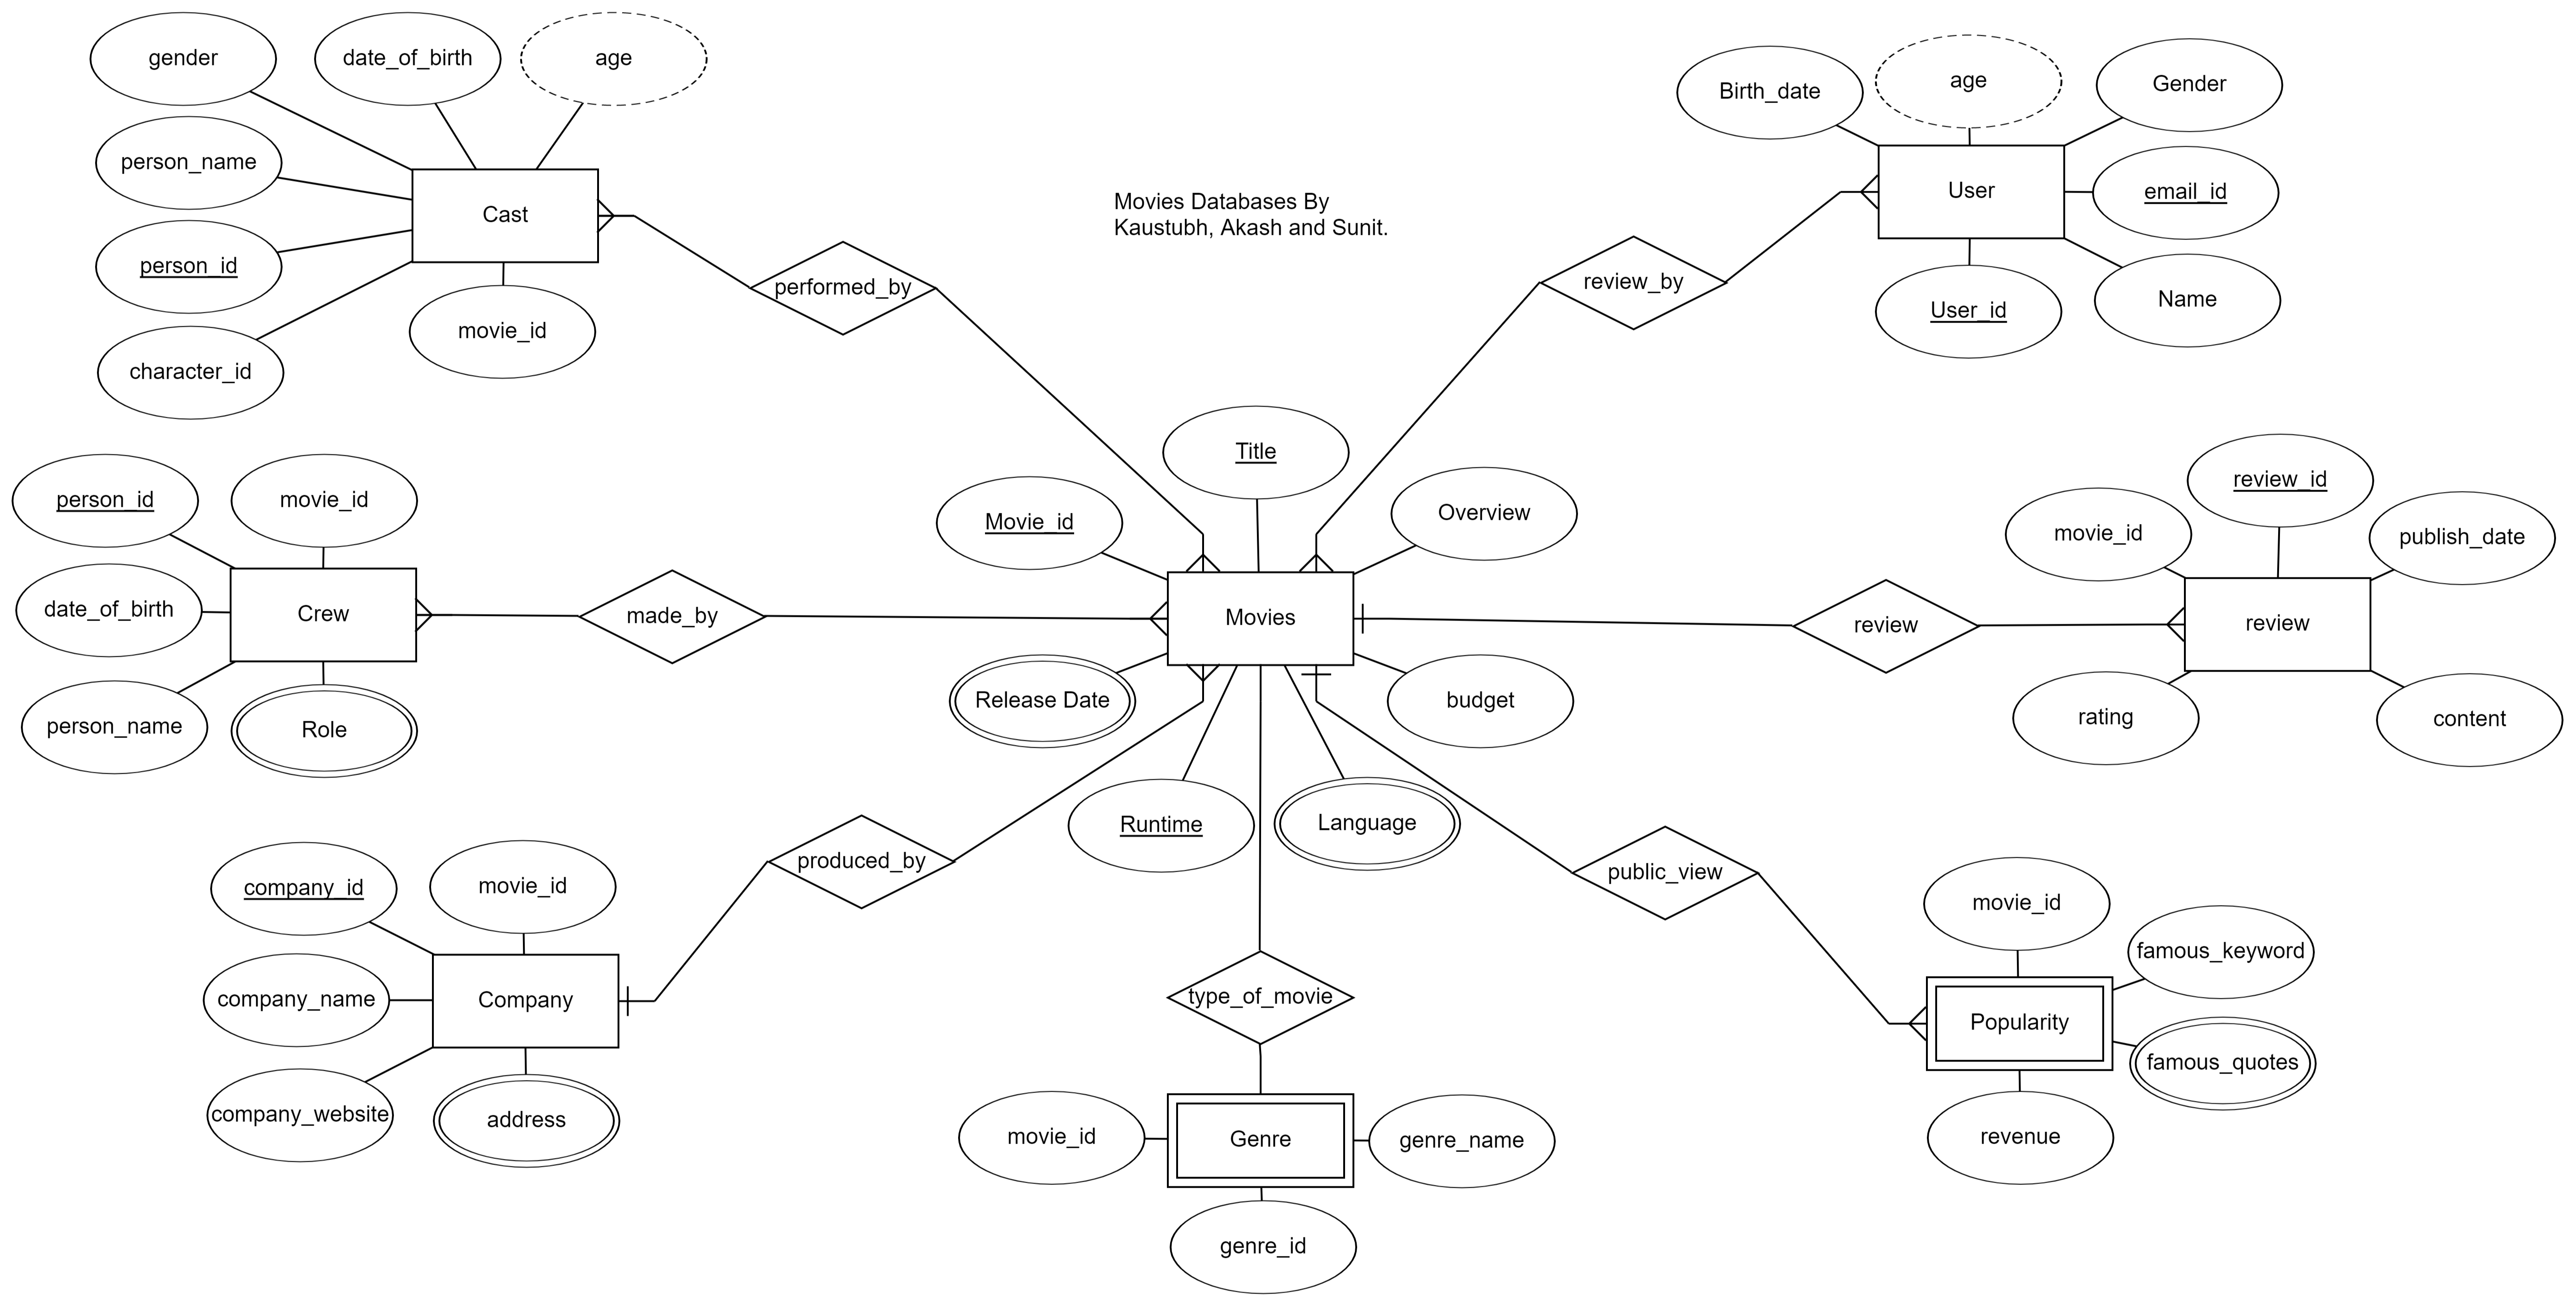 gender
date_of_birth
age
person_name
person_id
character_id
movie_id
Cast
performed_by
Movies Databases By
Kaustubh, Akash and Sunit.
Birth_date
age
Gender
email_id
Name
User_id
User
review_by
person_id
movie_id
date_of_birth
person_name
Role
Crew
made_by
Title
Movie_id
Overview
Movies
Release Date
budget
Runtime
Language
review
movie_id
review_id
publish_date
review
rating
content
company_id
movie_id
company_name
company_website
address
Company
produced_by
type_of_movie
movie_id
Genre
genre_name
genre_id
public_view
movie_id
famous_keyword
Popularity
famous_quotes
revenue